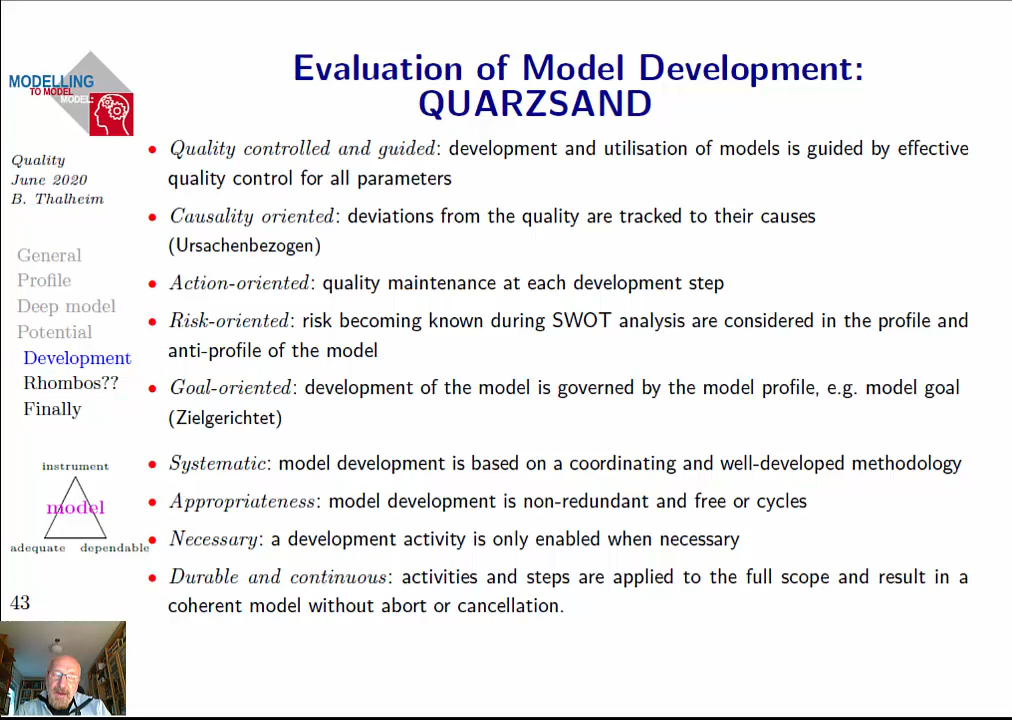 Evaluation of Model Development:
QUARZSAND
MODELLING
TO MODEL
MODEL:
Quality
June 2020
B. Thalheim
General
Profile
Deep model
Potential
Development
Rhombos??
Finally
instrument
model
adequate dependable
43
• Quality controlled and guided: development and utilisation of models is guided by effective
quality control for all parameters
• Causality oriented: deviations from the quality are tracked to their causes
(Ursachenbezogen)
• Action-oriented: quality maintenance at each development step
• Risk-oriented: risk becoming known during SWOT analysis are considered in the profile and
anti-profile of the model
• Goal-oriented: development of the model is governed by the model profile, e.g. model goal
(Zielgerichtet)
• Systematic: model development is based on a coordinating and well-developed methodology
• Appropriateness: model development is non-redundant and free or cycles
• Necessary: a development activity is only enabled when necessary
• Durable and continuous: activities and steps are applied to the full scope and result in a
coherent model without abort or cancellation.